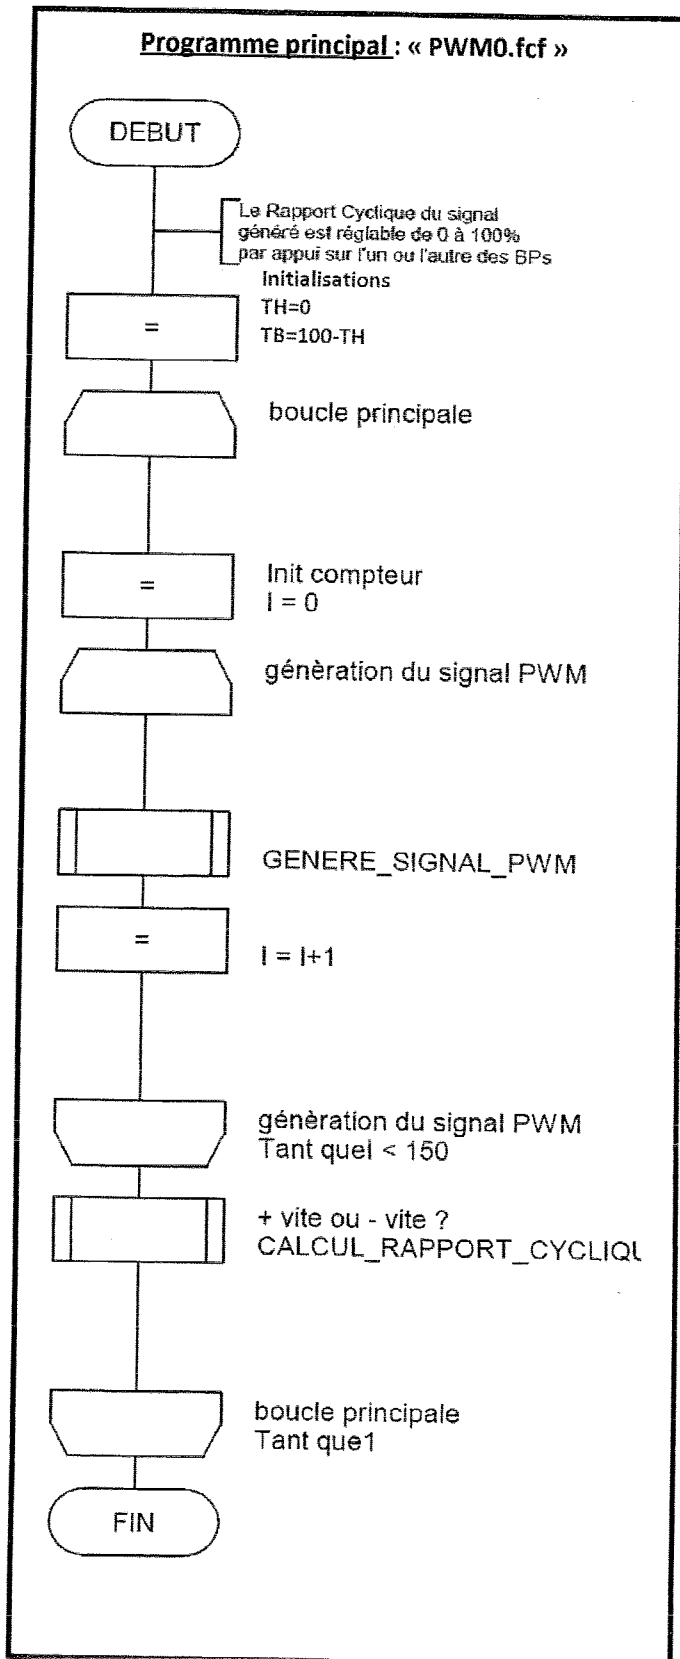 Programme principal : « PWM0.fcf »
DEBUT
Le Rapport Cyclique du signal
généré est réglable de 0 à 100%
par appui sur l'un ou l'autre des BPs
Initialisations
TH=0
TB=100-TH
=
boucle principale
Init compteur
I = 0
=
génèration du signal PWM
GENERE_SIGNAL_PWM
=
I = I+1
génèration du signal PWM
Tant queI < 150
+ vite ou - vite ?
CALCUL_RAPPORT_CYCLIQU
boucle principale
Tant que1
FIN